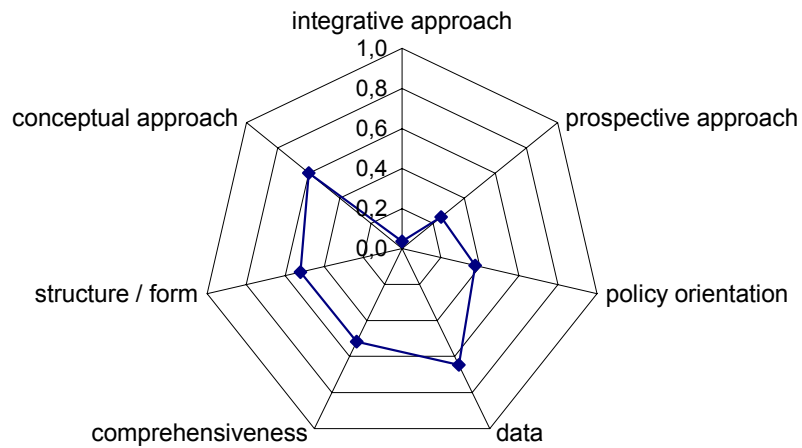 integrative approach
1,0
0,8
0,6
0,4
0,2
0,0
conceptual approach
prospective approach
structure / form
policy orientation
comprehensiveness
data